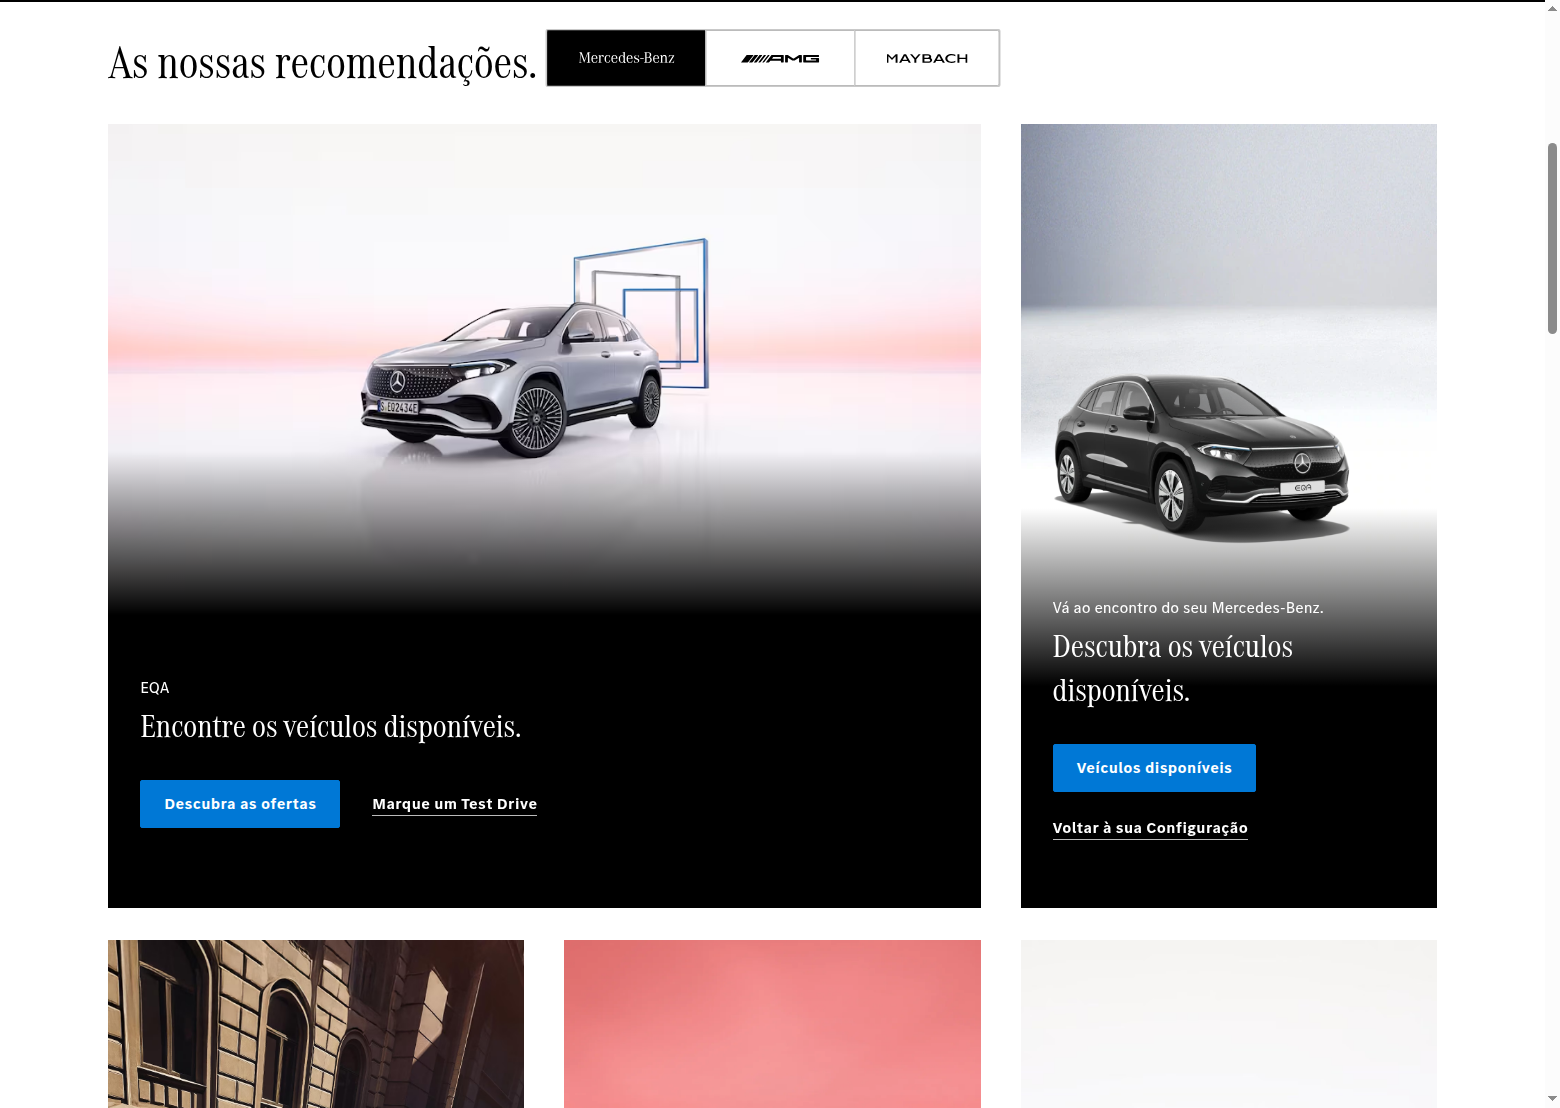 As nossas recomendações.
Mercedes-Benz
AMG
MAYBACH
S·EQ2434E
EQA
EQA
Encontre os veículos disponíveis.
Descubra as ofertas
Marque um Test Drive
Vá ao encontro do seu Mercedes-Benz.
Descubra os veículos
disponíveis.
Veículos disponíveis
Voltar à sua Configuração